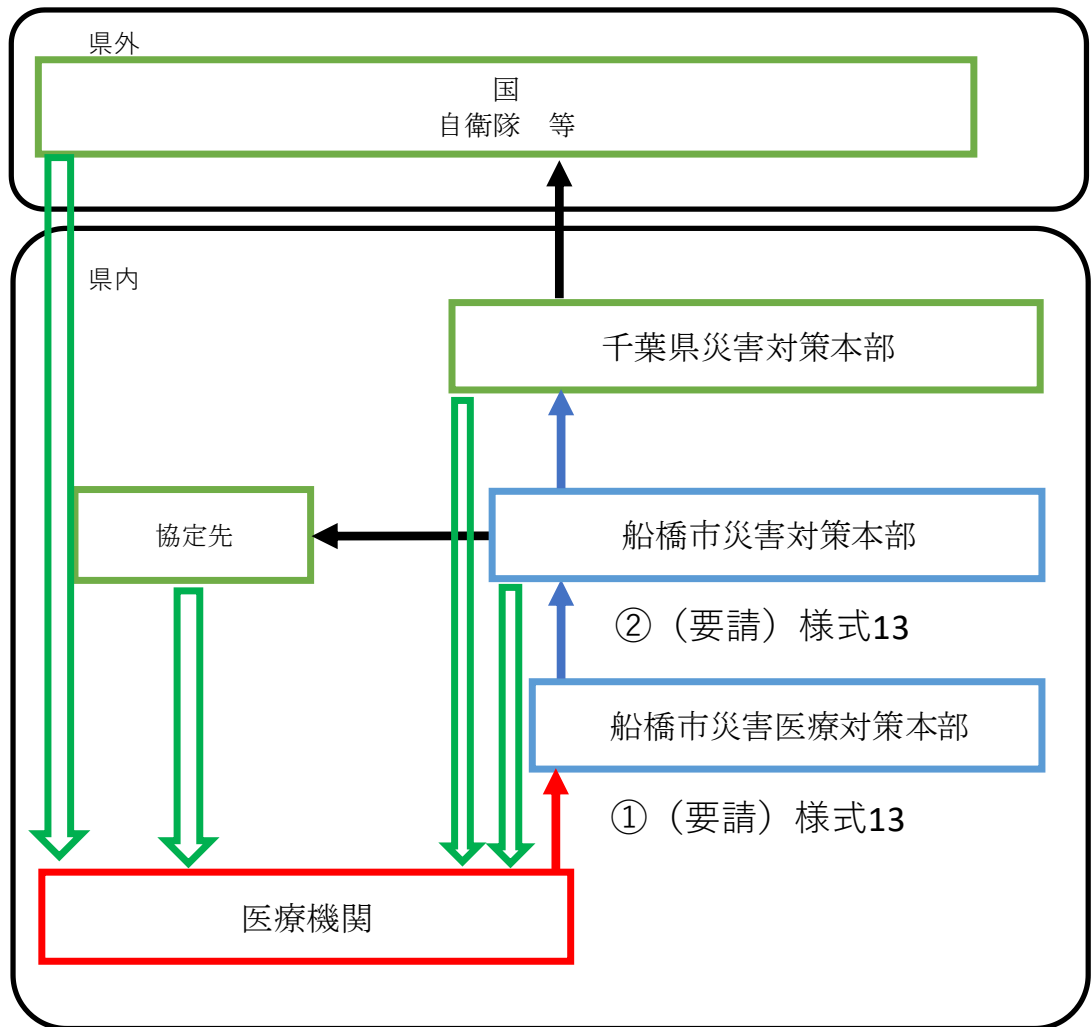 県外
国
自衛隊　等
県内
千葉県災害対策本部
協定先
船橋市災害対策本部
②（要請）様式13
船橋市災害医療対策本部
①（要請）様式13
医療機関